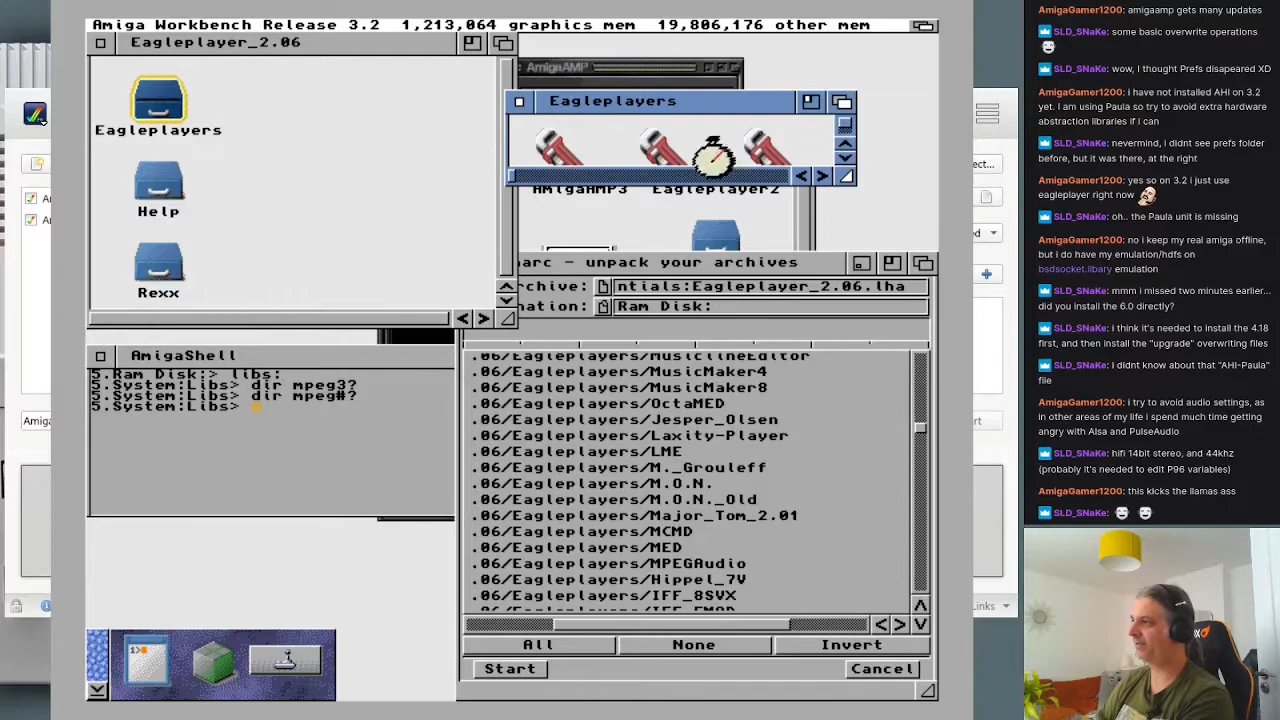 Amiga Workbench Release 3.2  1,213,064 graphics mem  19,806,176 other mem
Eagleplayer_2.06
Eagleplayers
Help
Rexx
AmigaAMP
Eagleplayers
AmigaAMP3
Eagleplayer2
arc - unpack your archives
rchive:
ntials:Eagleplayer_2.06.lha
nation:
Ram Disk:
AmigaShell
5.Ram Disk:> libs:
5.System:Libs> dir mpeg3?
5.System:Libs> dir mpeg#?
5.System:Libs>
.06/Eagleplayers/MusiclineEditor
.06/Eagleplayers/MusicMaker4
.06/Eagleplayers/MusicMaker8
.06/Eagleplayers/OctaMED
.06/Eagleplayers/Jesper_Olsen
.06/Eagleplayers/Laxity-Player
.06/Eagleplayers/LME
.06/Eagleplayers/M._Grouleff
.06/Eagleplayers/M.O.N.
.06/Eagleplayers/M.O.N._Old
.06/Eagleplayers/Major_Tom_2.01
.06/Eagleplayers/MCMD
.06/Eagleplayers/MED
.06/Eagleplayers/MPEGAudio
.06/Eagleplayers/Hippel_7V
.06/Eagleplayers/IFF_8SVX
All
None
Invert
Start
Cancel
1>
Amiga
ect...
ed
rt
Links
AmigaGamer1200: amigaamp gets many updates
SLD_SNaKe: some basic overwrite operations
SLD_SNaKe: wow, I thought Prefs disapeared XD
AmigaGamer1200: i have not installed AHI on 3.2
yet. I am using Paula so try to avoid extra hardware
abstraction libraries if i can
SLD_SNaKe: nevermind, i didnt see prefs folder
before, but it was there, at the right
AmigaGamer1200: yes so on 3.2 i just use
eagleplayer right now
SLD_SNaKe: oh.. the Paula unit is missing
AmigaGamer1200: no i keep my real amiga offline,
but i do have my emulation/hdfs on
bsdsocket.libary emulation
SLD_SNaKe: mmm i missed two minutes earlier...
did you install the 6.0 directly?
SLD_SNaKe: i think it's needed to install the 4.18
first, and then install the "upgrade" overwriting files
SLD_SNaKe: i didnt know about that "AHI-Paula"
file
AmigaGamer1200: i try to avoid audio settings, as
in other areas of my life i spend much time getting
angry with Alsa and PulseAudio
SLD_SNaKe: hifi 14bit stereo, and 44khz
(probably it's needed to edit P96 variables)
AmigaGamer1200: this kicks the llamas ass
SLD_SNaKe: